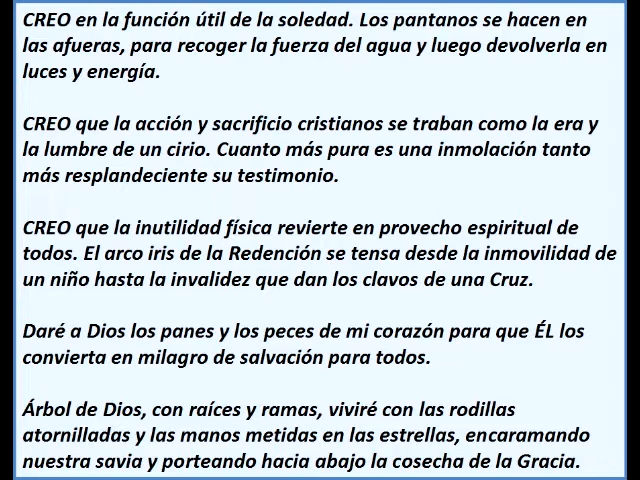 CREO en la función útil de la soledad. Los pantanos se hacen en
las afueras, para recoger la fuerza del agua y luego devolverla en
luces y energía.
CREO que la acción y sacrificio cristianos se traban como la era y
la lumbre de un cirio. Cuanto más pura es una inmolación tanto
más resplandeciente su testimonio.
CREO que la inutilidad física revierte en provecho espiritual de
todos. El arco iris de la Redención se tensa desde la inmovilidad de
un niño hasta la invalidez que dan los clavos de una Cruz.
Daré a Dios los panes y los peces de mi corazón para que ÉL los
convierta en milagro de salvación para todos.
Árbol de Dios, con raíces y ramas, viviré con las rodillas
atornilladas y las manos metidas en las estrellas, encaramando
nuestra savia y porteando hacia abajo la cosecha de la Gracia.